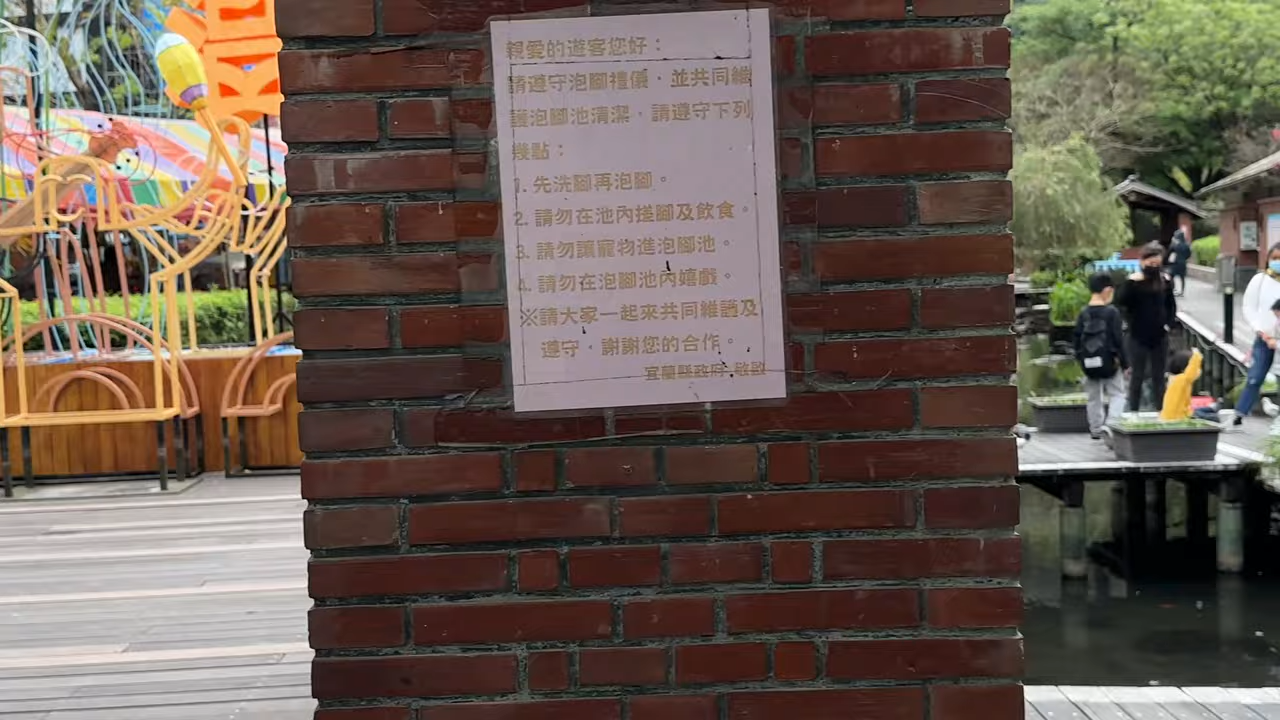 親愛的遊客您好：
請遵守泡腳禮儀，並共同維
護泡腳池清潔，請遵守下列
幾點：
1. 先洗腳再泡腳。
2. 請勿在池內搓腳及飲食。
3. 請勿讓寵物進泡腳池。
4. 請勿在泡腳池內嬉戲。
※請大家一起來共同維護及
遵守，謝謝您的合作。
宜蘭縣政府 敬啟